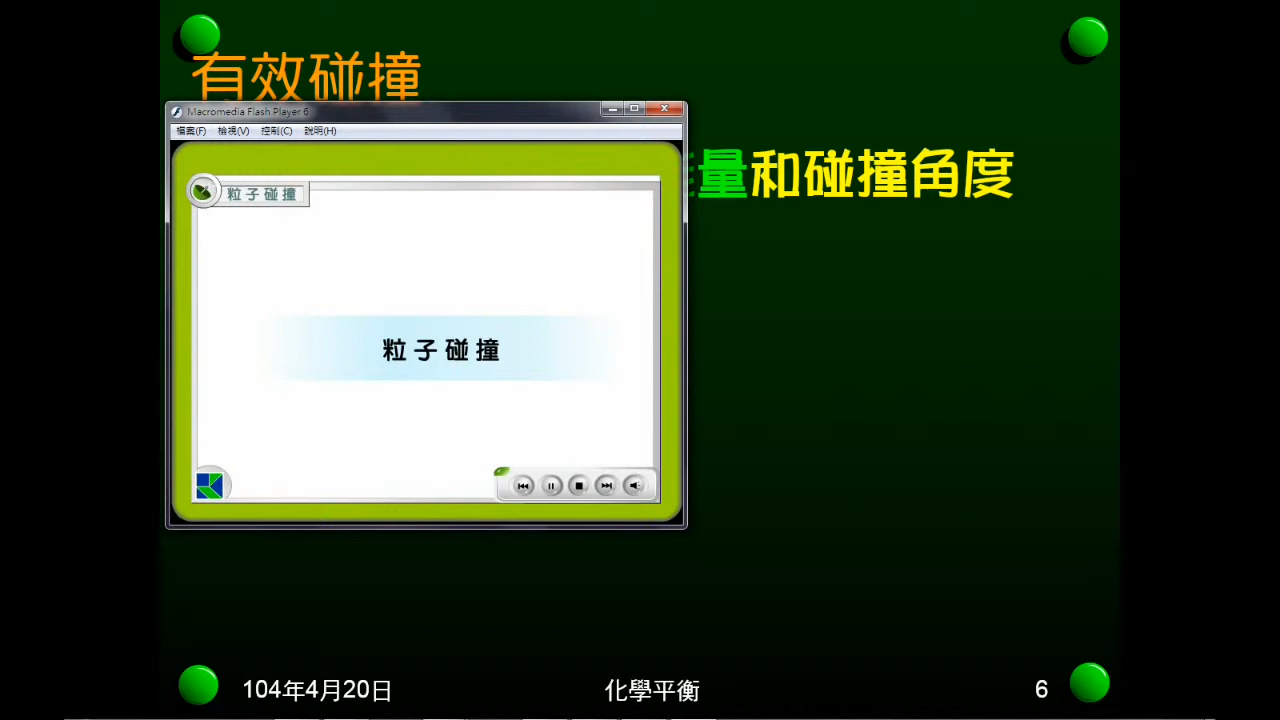 有效碰撞
Macromedia Flash Player 6
檔案(F) 檢視(V) 控制(C) 說明(H)
量和碰撞角度
粒子碰撞
粒子碰撞
104年4月20日
化學平衡
6